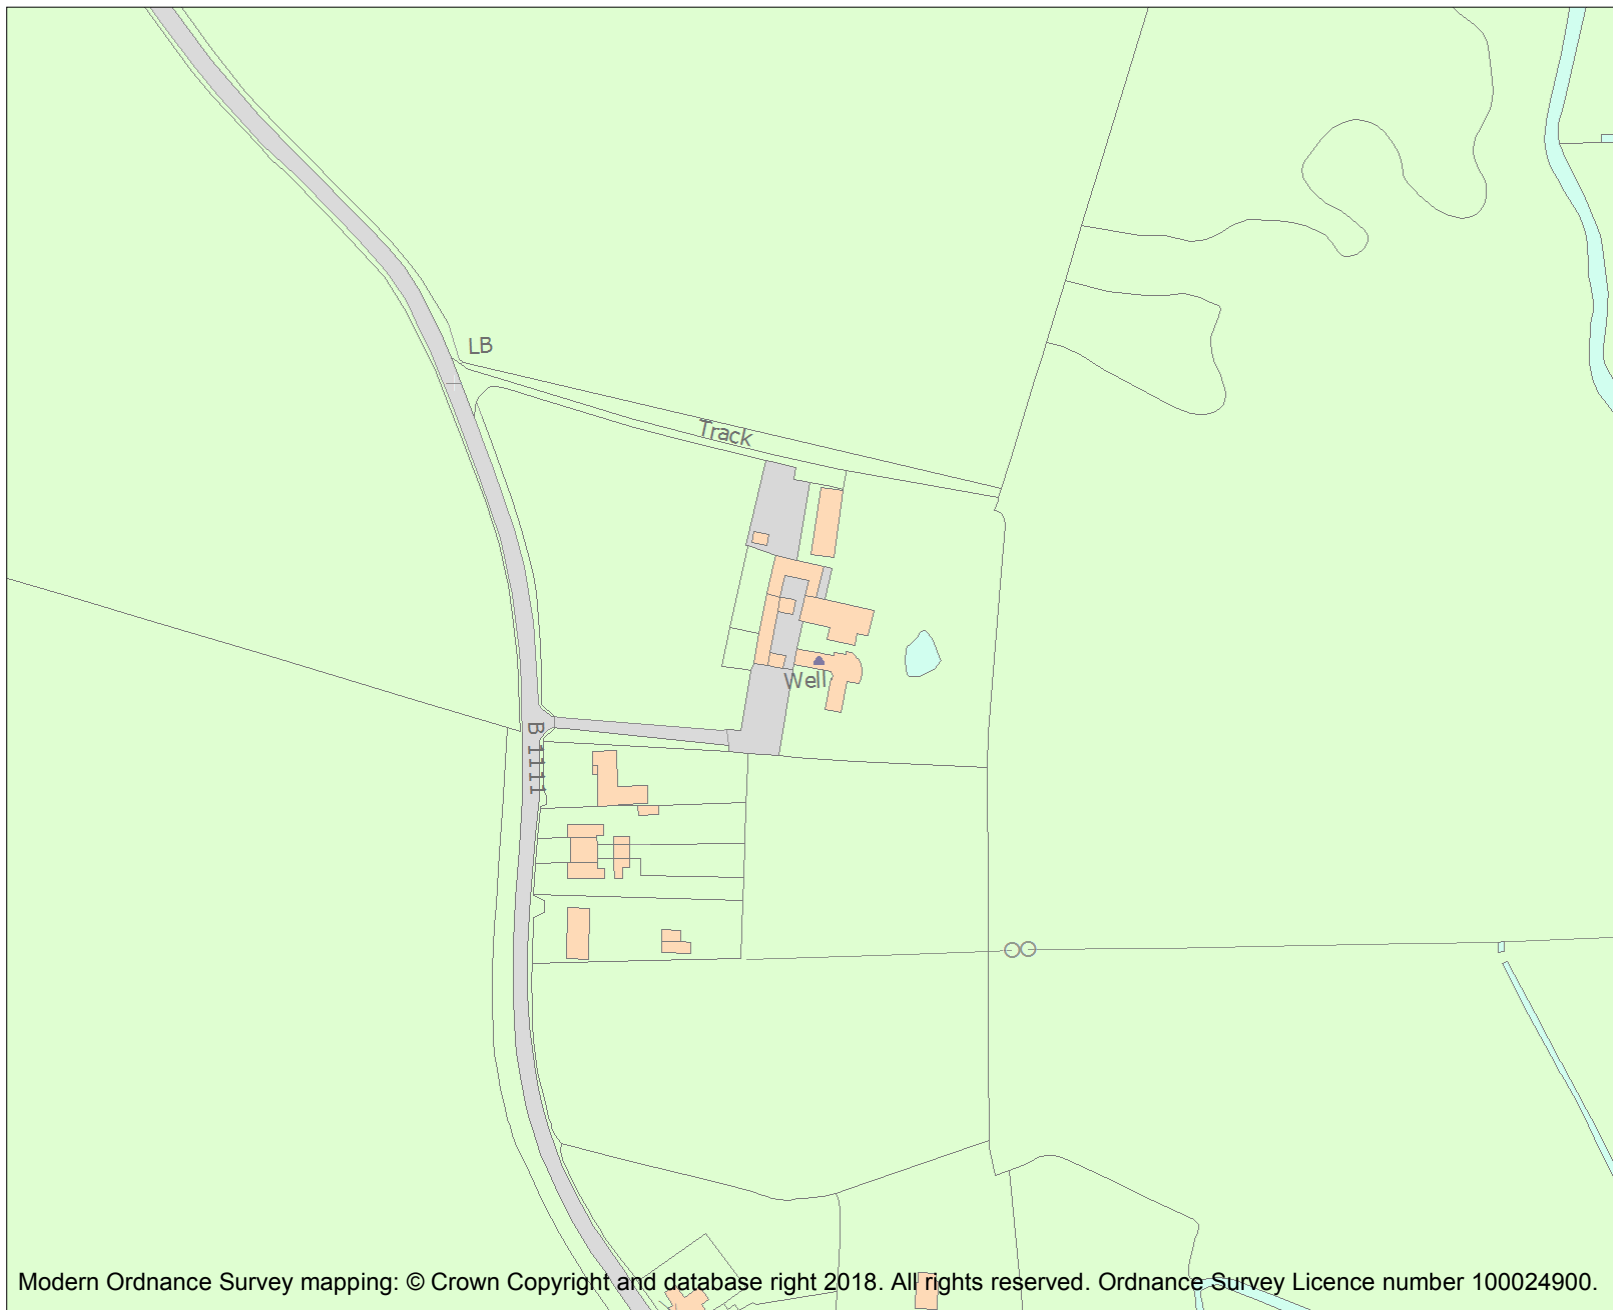 LB
Track
Well
B 1111
Modern Ordnance Survey mapping: © Crown Copyright and database right 2018. All rights reserved. Ordnance Survey Licence number 100024900.